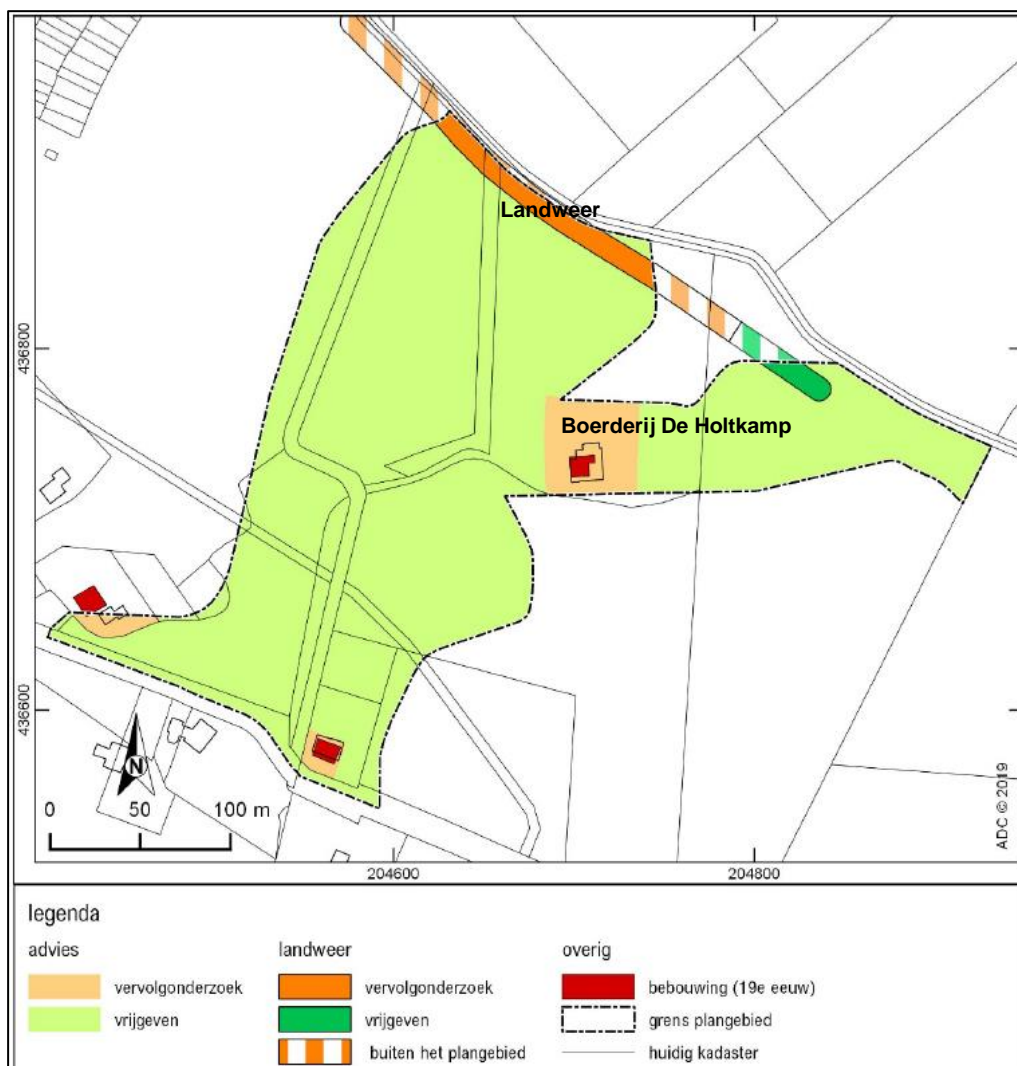 Landweer
436800
Boerderij De Holtkamp
436600
N
0 50 100 m
ADC © 2019
204600 204800
legenda
advies landweer overig
vervolgonderzoek vervolgonderzoek bebouwing (19e eeuw)
vrijgeven vrijgeven grens plangebied
buiten het plangebied huidig kadaster